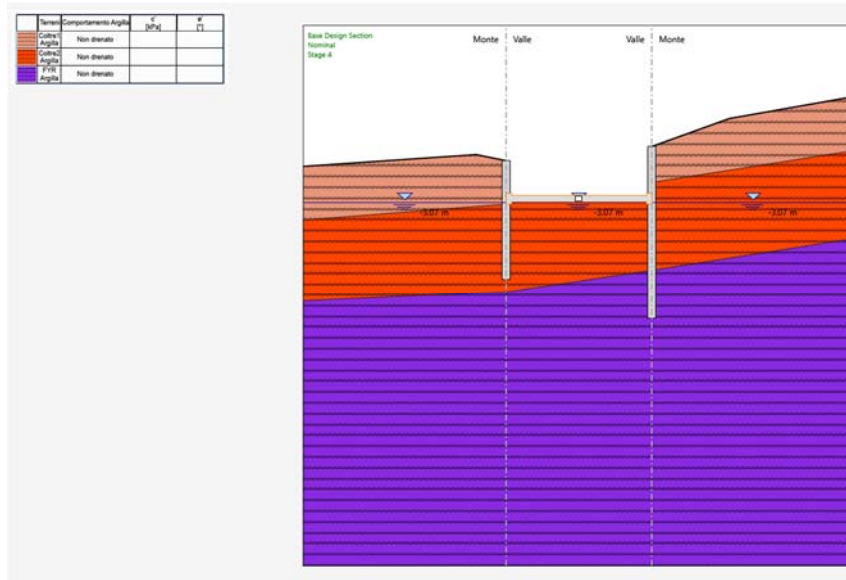 Terreni Comportamento Argilla c' [kPa] ø' [°]
Coltre1 Argilla Non drenato
Coltre2 Argilla Non drenato
FYR Argilla Non drenato
Base Design Section
Nominal
Stage 4
Monte Valle Valle Monte
-3.07 m -3.07 m -3.07 m